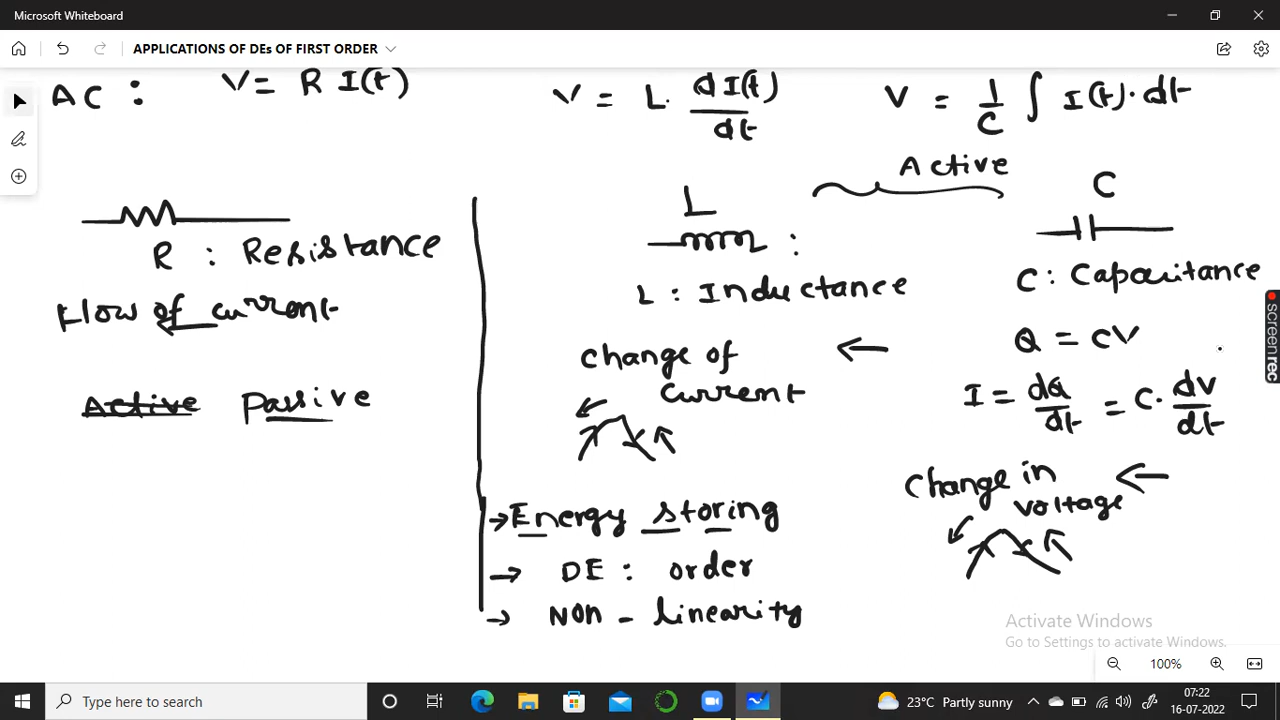 Microsoft Whiteboard
APPLICATIONS OF DEs OF FIRST ORDER
AC : V = R I(t)
V = L. dI(t)/dt
V = 1/C ∫ I(t).dt
Active
L
C
R : Resistance
L : Inductance
C : Capacitance
Flow of current
Q = CV
Change of
current
I = dQ/dt = C. dV/dt
Active Passive
Change in
voltage
→ Energy storing
→ DE : order
→ Non - linearity
SCREENREC
Activate Windows
Go to Settings to activate Windows.
100%
Type here to search
23°C Partly sunny
07:22
16-07-2022